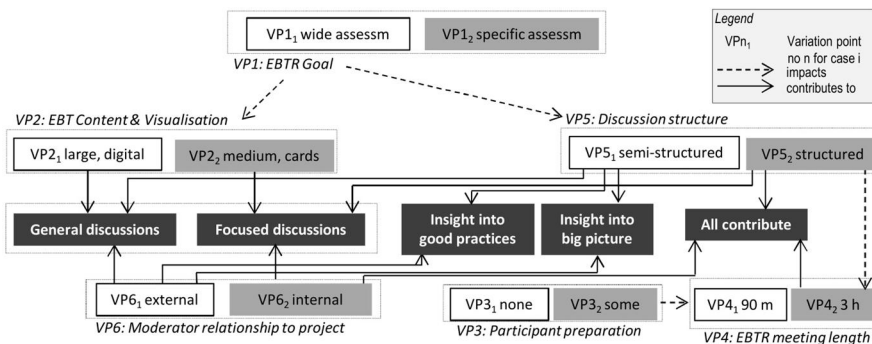 Legend
VPn₁ Variation point
no n for case i
impacts
contributes to
VP1₁ wide assessm
VP1₂ specific assessm
VP1: EBTR Goal
VP2: EBT Content & Visualisation
VP5: Discussion structure
VP2₁ large, digital
VP2₂ medium, cards
VP5₁ semi-structured
VP5₂ structured
General discussions
Focused discussions
Insight into
good practices
Insight into
big picture
All contribute
VP6₁ external
VP6₂ internal
VP6: Moderator relationship to project
VP3₁ none
VP3₂ some
VP3: Participant preparation
VP4₁ 90 m
VP4₂ 3 h
VP4: EBTR meeting length